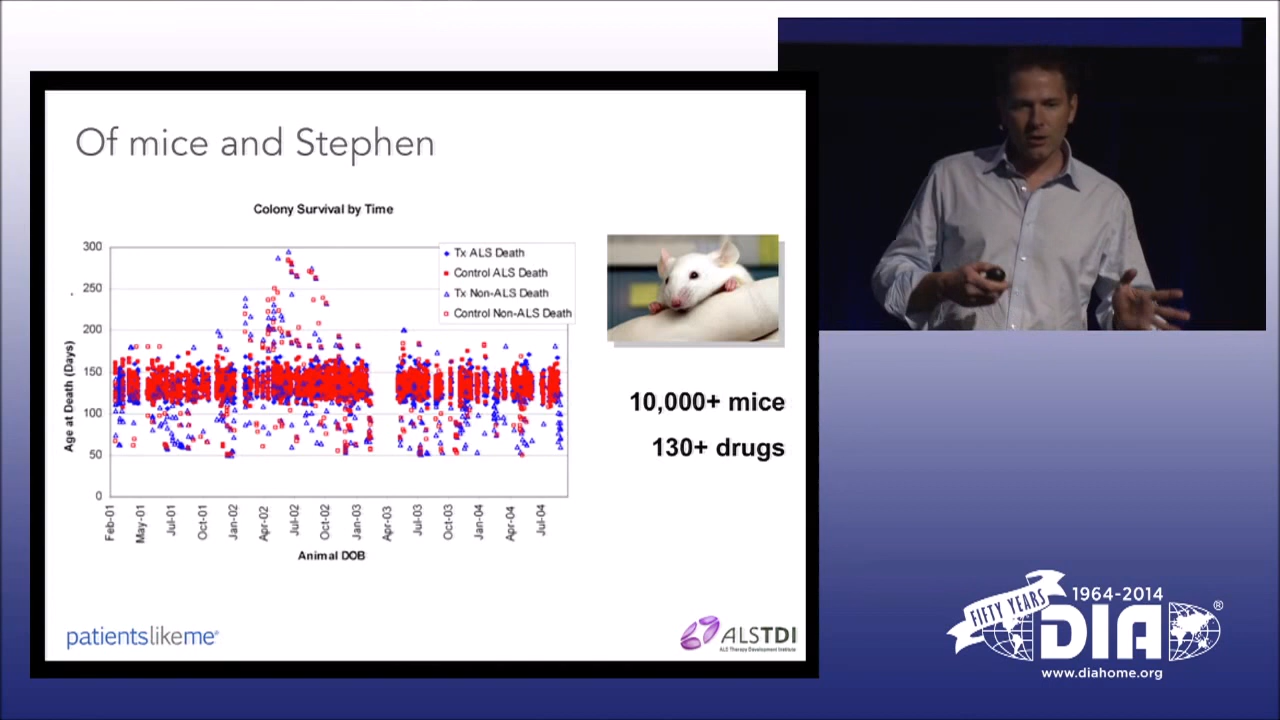 Of mice and Stephen
Colony Survival by Time
300
250
200
150
100
50
0
Age at Death (Days)
Tx ALS Death
Control ALS Death
Tx Non-ALS Death
Control Non-ALS Death
Feb-01
May-01
Jul-01
Oct-01
Jan-02
Apr-02
Jul-02
Oct-02
Jan-03
Apr-03
Jul-03
Oct-03
Jan-04
Apr-04
Jul-04
Animal DOB
10,000+ mice
130+ drugs
patientslikeme®
ALSTDI
ALS Therapy Development Institute
FIFTY YEARS
1964-2014
DIA®
www.diahome.org